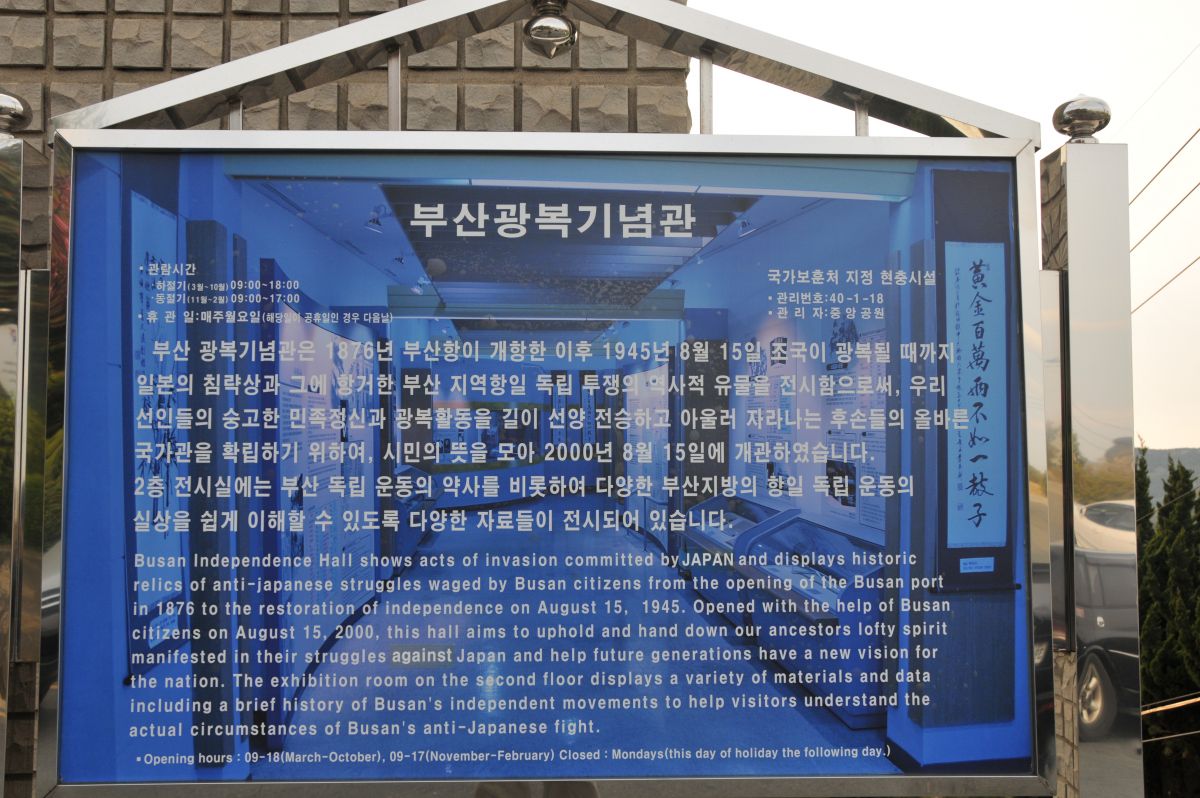 부산광복기념관
▪ 관람시간
·하절기(3월~10월) 09:00~18:00
·동절기(11월~2월) 09:00~17:00
▪ 휴 관 일:매주월요일(해당일이 공휴일인 경우 다음날)
국가보훈처 지정 현충시설
▪ 관리번호:40-1-18
▪ 관 리 자:중앙공원
부산 광복기념관은 1876년 부산항이 개항한 이후 1945년 8월 15일 조국이 광복될 때까지
일본의 침략상과 그에 항거한 부산 지역항일 독립 투쟁의 역사적 유물을 전시함으로써, 우리
선인들의 숭고한 민족정신과 광복활동을 길이 선양 전승하고 아울러 자라나는 후손들의 올바른
국가관을 확립하기 위하여, 시민의 뜻을 모아 2000년 8월 15일에 개관하였습니다.
2층 전시실에는 부산 독립 운동의 약사를 비롯하여 다양한 부산지방의 항일 독립 운동의
실상을 쉽게 이해할 수 있도록 다양한 자료들이 전시되어 있습니다.
Busan Independence Hall shows acts of invasion committed by JAPAN and displays historic
relics of anti-japanese struggles waged by Busan citizens from the opening of the Busan port
in 1876 to the restoration of independence on August 15, 1945. Opened with the help of Busan
citizens on August 15, 2000, this hall aims to uphold and hand down our ancestors lofty spirit
manifested in their struggles against Japan and help future generations have a new vision for
the nation. The exhibition room on the second floor displays a variety of materials and data
including a brief history of Busan's independent movements to help visitors understand the
actual circumstances of Busan's anti-Japanese fight.
▪ Opening hours : 09-18(March-October), 09-17(November-February) Closed : Mondays(this day of holiday the following day.)
黃金百萬兩不如一敎子